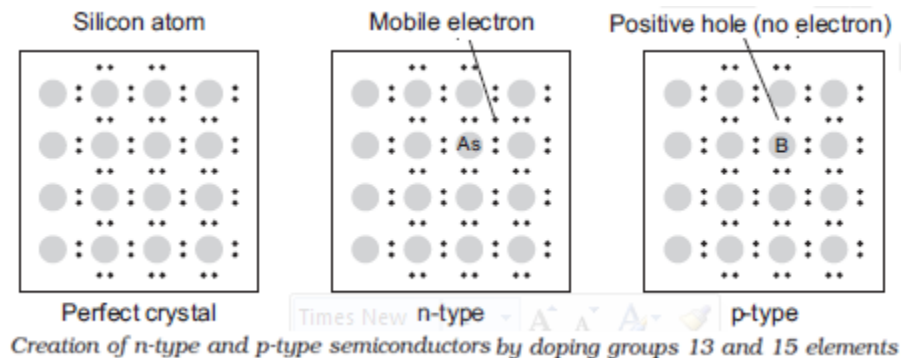 Silicon atom
Mobile electron
Positive hole (no electron)
As
B
Perfect crystal
n-type
p-type
Times New
A A A
Creation of n-type and p-type semiconductors by doping groups 13 and 15 elements